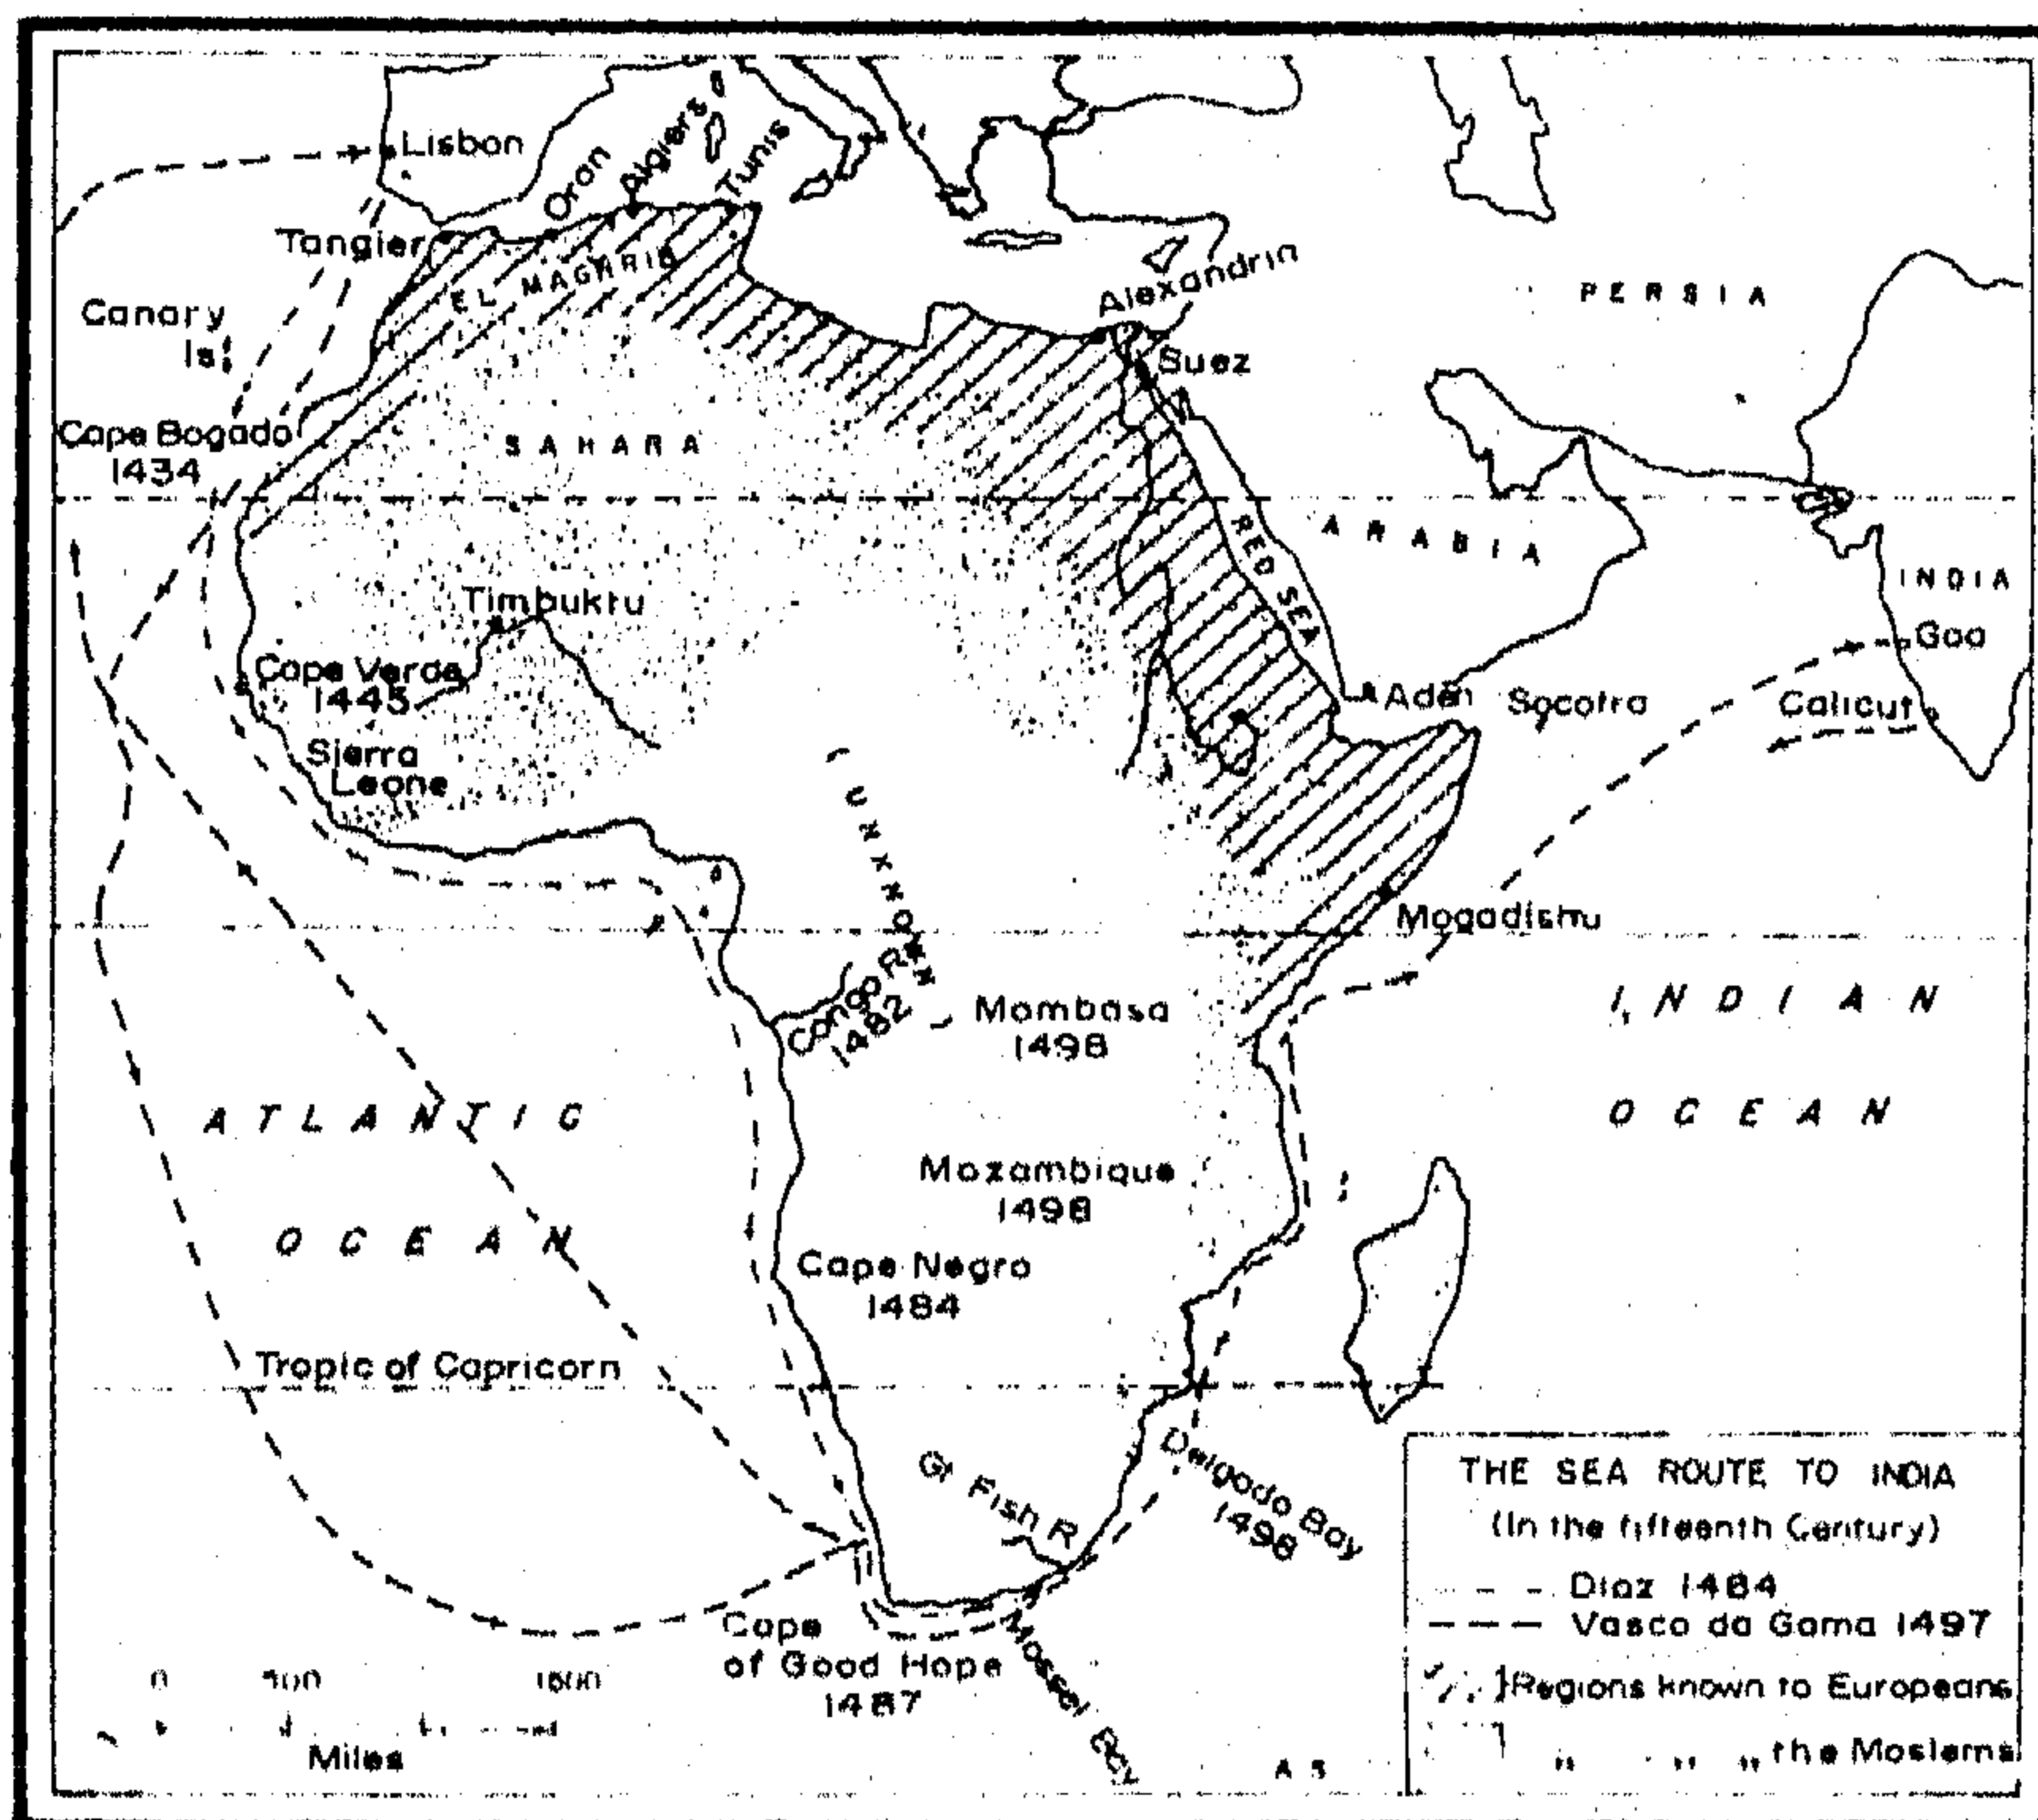 Lisbon
Oran
Algiers
Tunis
Tangier
EL MAGHRIB
Canary
Is.
Alexandria
Suez
PERSIA
Cape Bogado
1434
SAHARA
ARABIA
RED SEA
INDIA
Timbuktu
Goa
Cape Verde
1445
Aden
Socotra
Calicut
Sierra
Leone
Mogadishu
Congo R.
1482
Mombasa
1498
INDIAN
OCEAN
ATLANTIC
OCEAN
Mozambique
1498
Cape Negro
1484
Tropic of Capricorn
Gt Fish R
Delgado Bay
1498
Cape
of Good Hope
1487
Mossel Bay
0 500 1500
Miles
A S
THE SEA ROUTE TO INDIA
(In the fifteenth Century)
Diaz 1484
Vasco da Gama 1497
}Regions known to Europeans
] " " " the Moslems